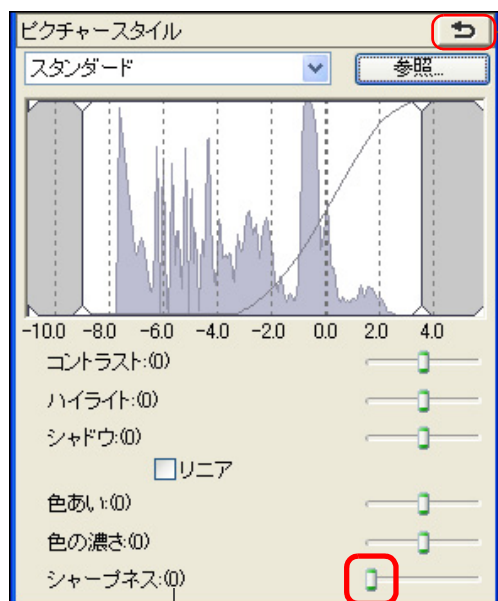 ピクチャースタイル
スタンダード 参照...
-10.0 -8.0 -6.0 -4.0 -2.0 0.0 2.0 4.0
コントラスト:(0)
ハイライト:(0)
シャドウ:(0)
リニア
色あい:(0)
色の濃さ:(0)
シャープネス:(0)